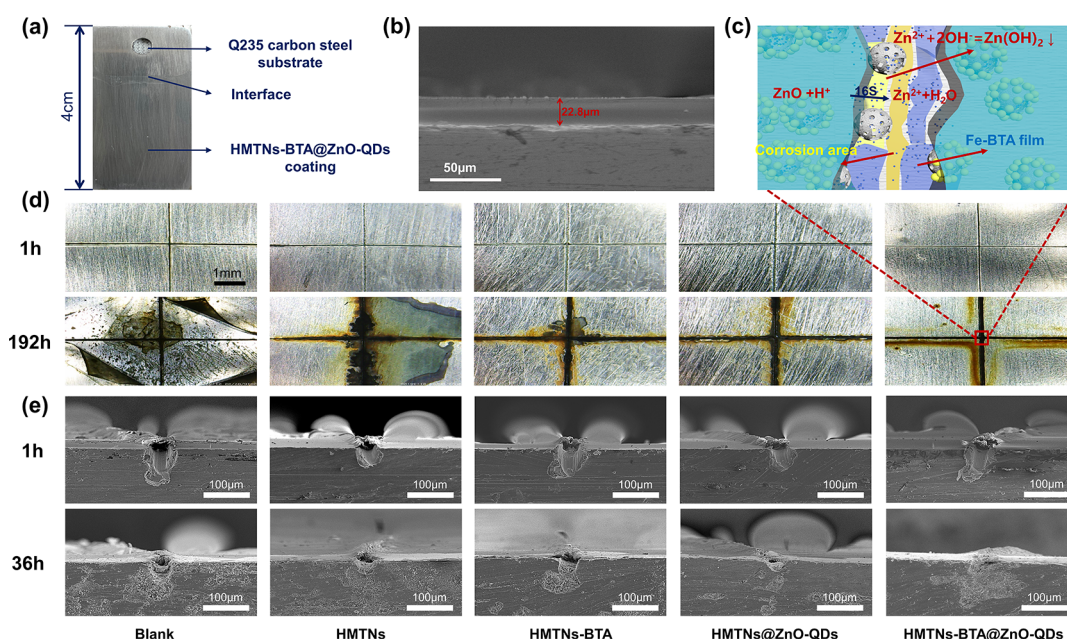 (a)
4cm
Q235 carbon steel
substrate
Interface
HMTNs-BTA@ZnO-QDs
coating
(b)
22.8μm
50μm
(c)
Zn²⁺+2OH⁻=Zn(OH)₂ ↓
ZnO +H⁺
16S
Zn²⁺+H₂O
Corrosion area
Fe-BTA film
(d)
1h
1mm
192h
(e)
1h
100μm
100μm
100μm
100μm
100μm
36h
100μm
100μm
100μm
100μm
100μm
Blank
HMTNs
HMTNs-BTA
HMTNs@ZnO-QDs
HMTNs-BTA@ZnO-QDs